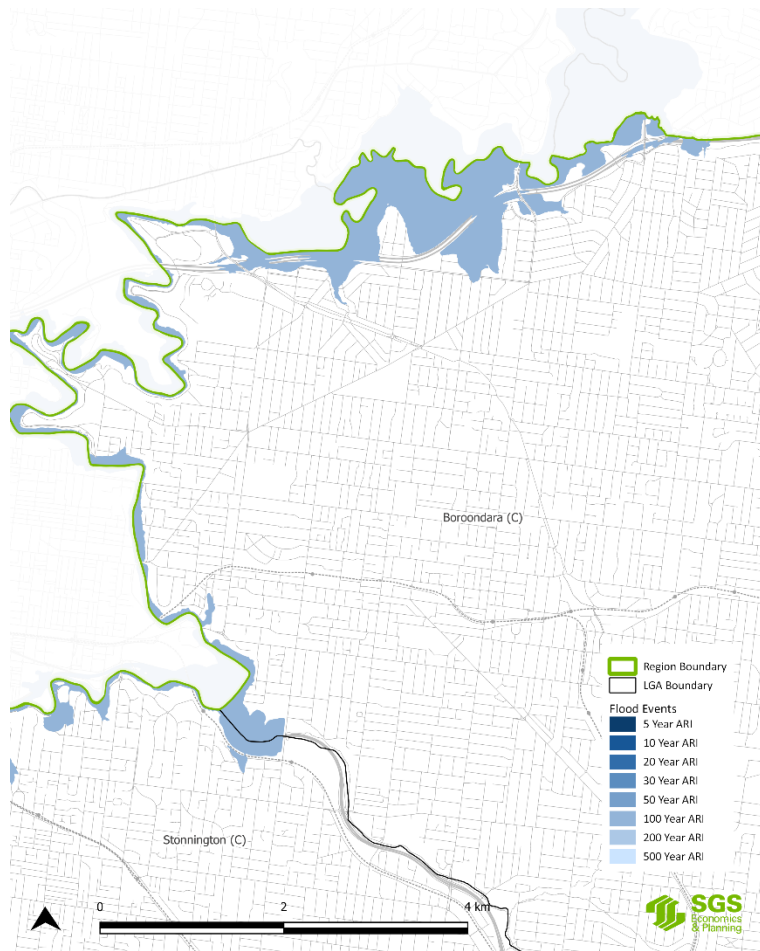 Boroondara (C)
Region Boundary
LGA Boundary
Flood Events
5 Year ARI
10 Year ARI
20 Year ARI
30 Year ARI
50 Year ARI
100 Year ARI
200 Year ARI
500 Year ARI
Stonnington (C)
0 2 4 km
SGS
Economics
& Planning